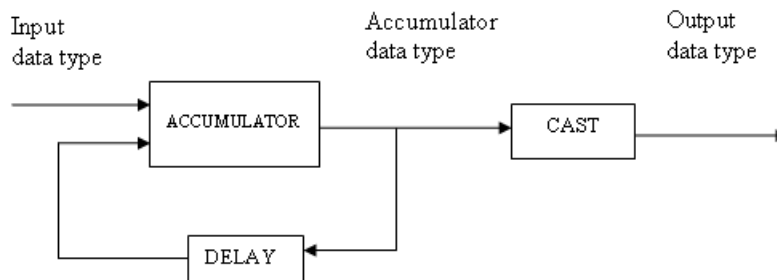 Input
data type
Accumulator
data type
Output
data type
ACCUMULATOR
CAST
DELAY